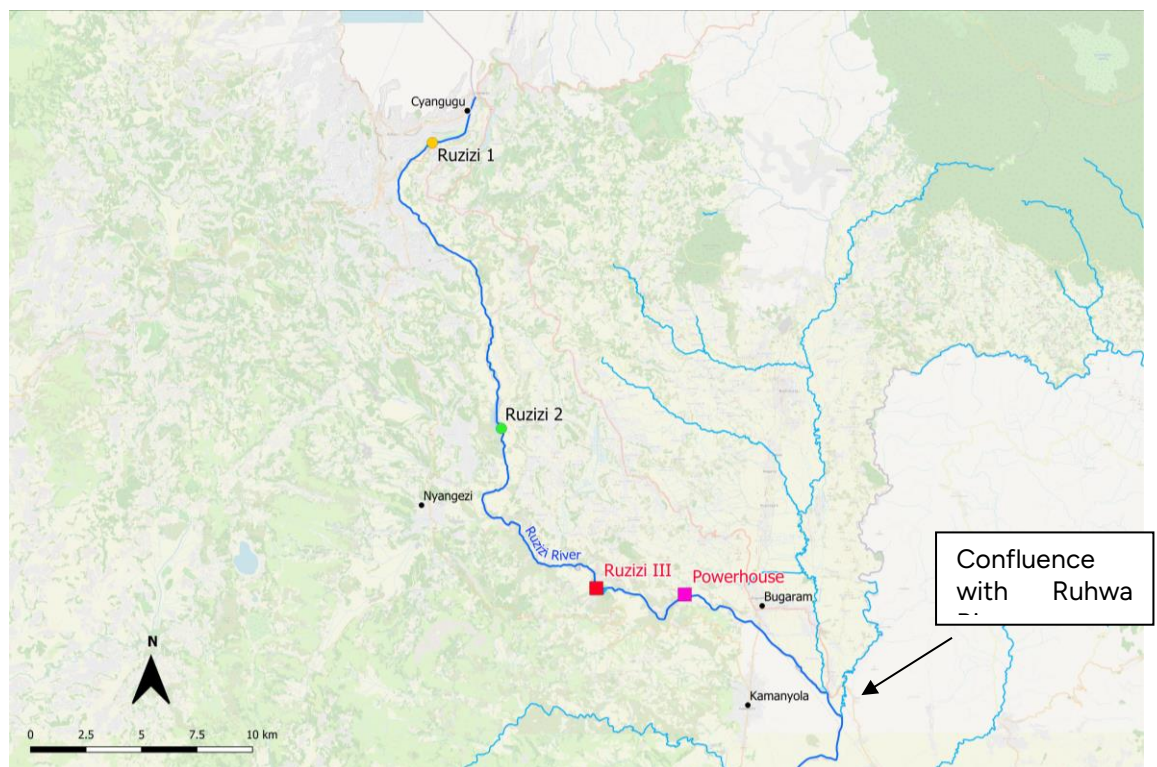 Cyangugu
Ruzizi 1
Ruzizi 2
Nyangezi
Ruzizi River
Ruzizi III
Powerhouse
Bugaram
Confluence
with Ruhwa
Kamanyola
N
0 2.5 5 7.5 10 km